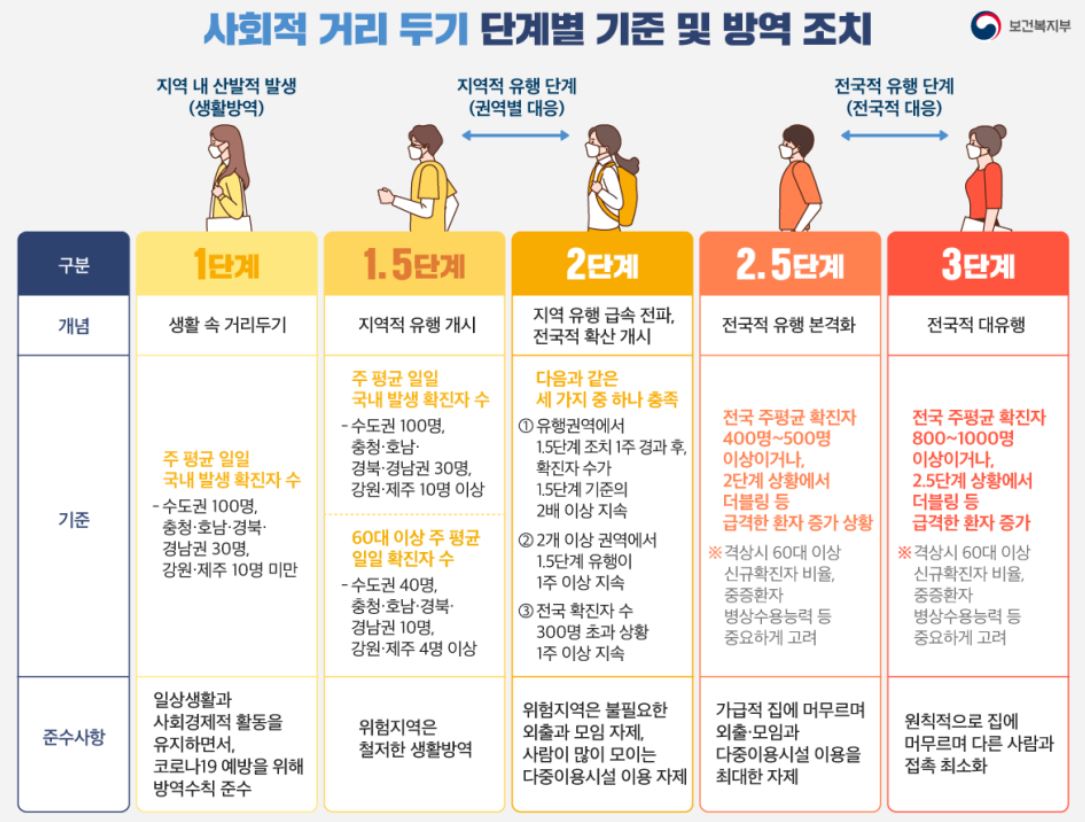 사회적 거리 두기 단계별 기준 및 방역 조치
보건복지부
지역 내 산발적 발생
(생활방역)
지역적 유행 단계
(권역별 대응)
전국적 유행 단계
(전국적 대응)
구분
1단계
1.5단계
2단계
2.5단계
3단계
개념
생활 속 거리두기
지역적 유행 개시
지역 유행 급속 전파,
전국적 확산 개시
전국적 유행 본격화
전국적 대유행
기준
주 평균 일일
국내 발생 확진자 수
- 수도권 100명,
충청·호남·경북·
경남권 30명,
강원·제주 10명 미만
주 평균 일일
국내 발생 확진자 수
- 수도권 100명,
충청·호남·
경북·경남권 30명,
강원·제주 10명 이상
60대 이상 주 평균
일일 확진자 수
- 수도권 40명,
충청·호남·경북·
경남권 10명,
강원·제주 4명 이상
다음과 같은
세 가지 중 하나 충족
① 유행권역에서
1.5단계 조치 1주 경과 후,
확진자 수가
1.5단계 기준의
2배 이상 지속
② 2개 이상 권역에서
1.5단계 유행이
1주 이상 지속
③ 전국 확진자 수
300명 초과 상황
1주 이상 지속
전국 주평균 확진자
400명~500명
이상이거나,
2단계 상황에서
더블링 등
급격한 환자 증가 상황
※ 격상시 60대 이상
신규확진자 비율,
중증환자
병상수용능력 등
중요하게 고려
전국 주평균 확진자
800~1000명
이상이거나,
2.5단계 상황에서
더블링 등
급격한 환자 증가
※ 격상시 60대 이상
신규확진자 비율,
중증환자
병상수용능력 등
중요하게 고려
준수사항
일상생활과
사회경제적 활동을
유지하면서,
코로나19 예방을 위해
방역수칙 준수
위험지역은
철저한 생활방역
위험지역은 불필요한
외출과 모임 자제,
사람이 많이 모이는
다중이용시설 이용 자제
가급적 집에 머무르며
외출·모임과
다중이용시설 이용을
최대한 자제
원칙적으로 집에
머무르며 다른 사람과
접촉 최소화